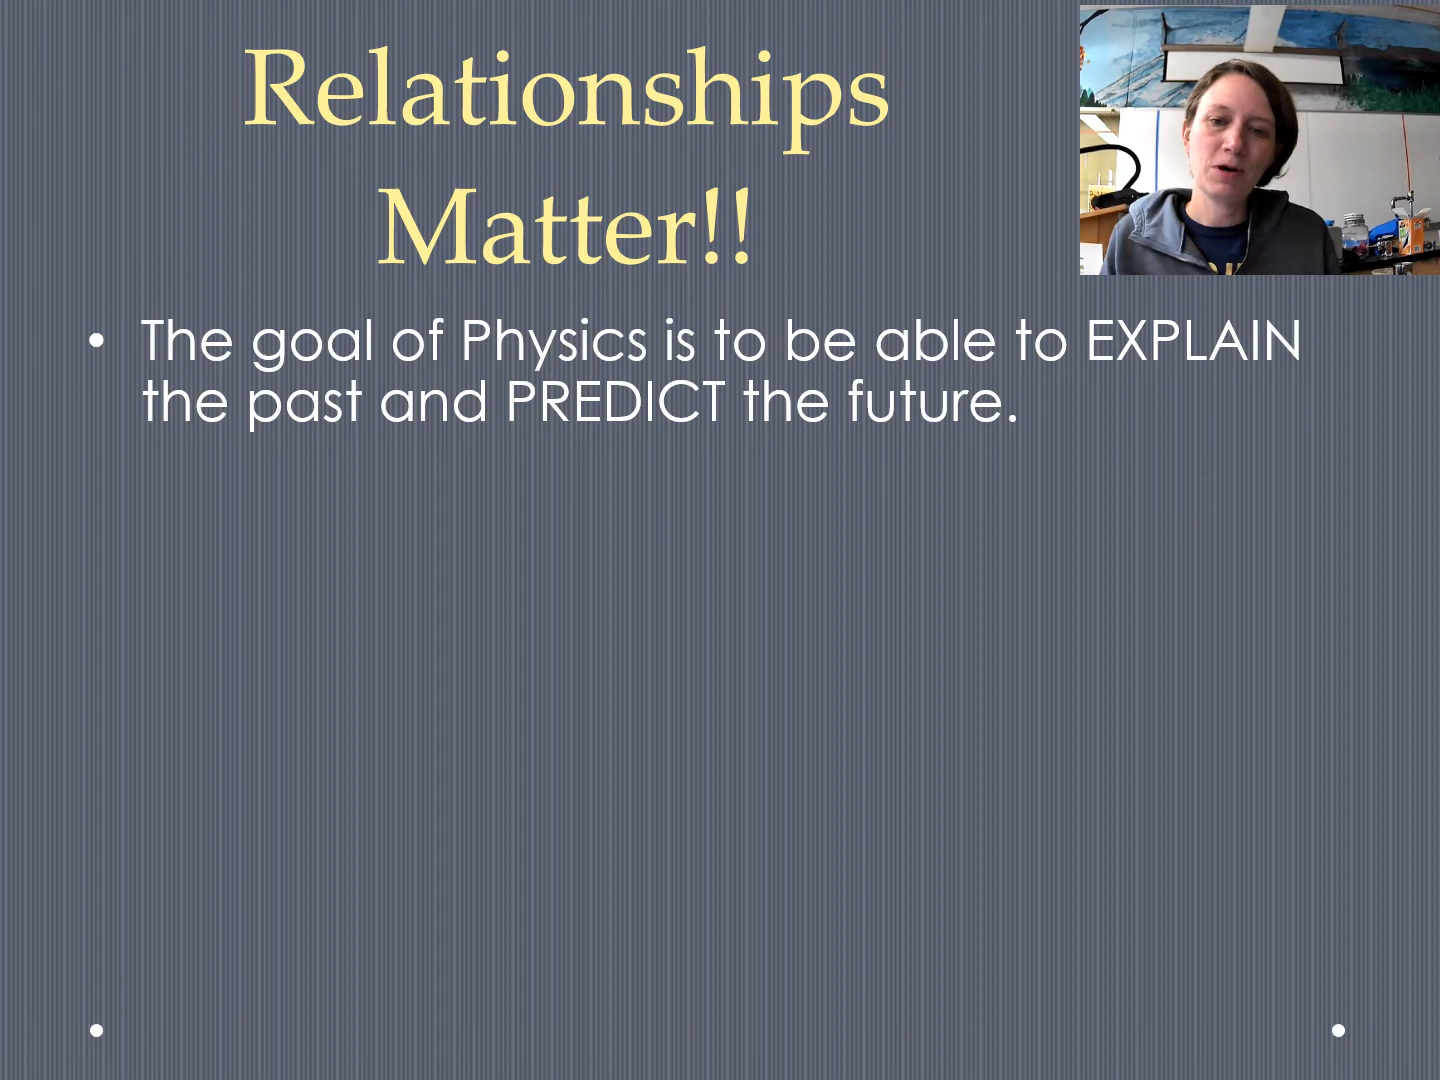 Relationships
Matter!!
• The goal of Physics is to be able to EXPLAIN
the past and PREDICT the future.